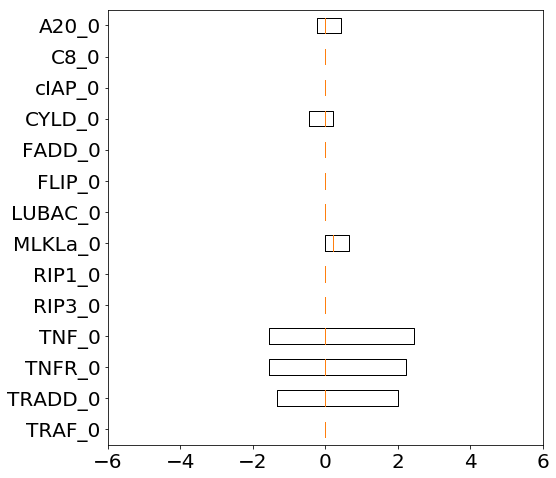 A20_0
C8_0
cIAP_0
CYLD_0
FADD_0
FLIP_0
LUBAC_0
MLKLa_0
RIP1_0
RIP3_0
TNF_0
TNFR_0
TRADD_0
TRAF_0
−6 −4 −2 0 2 4 6